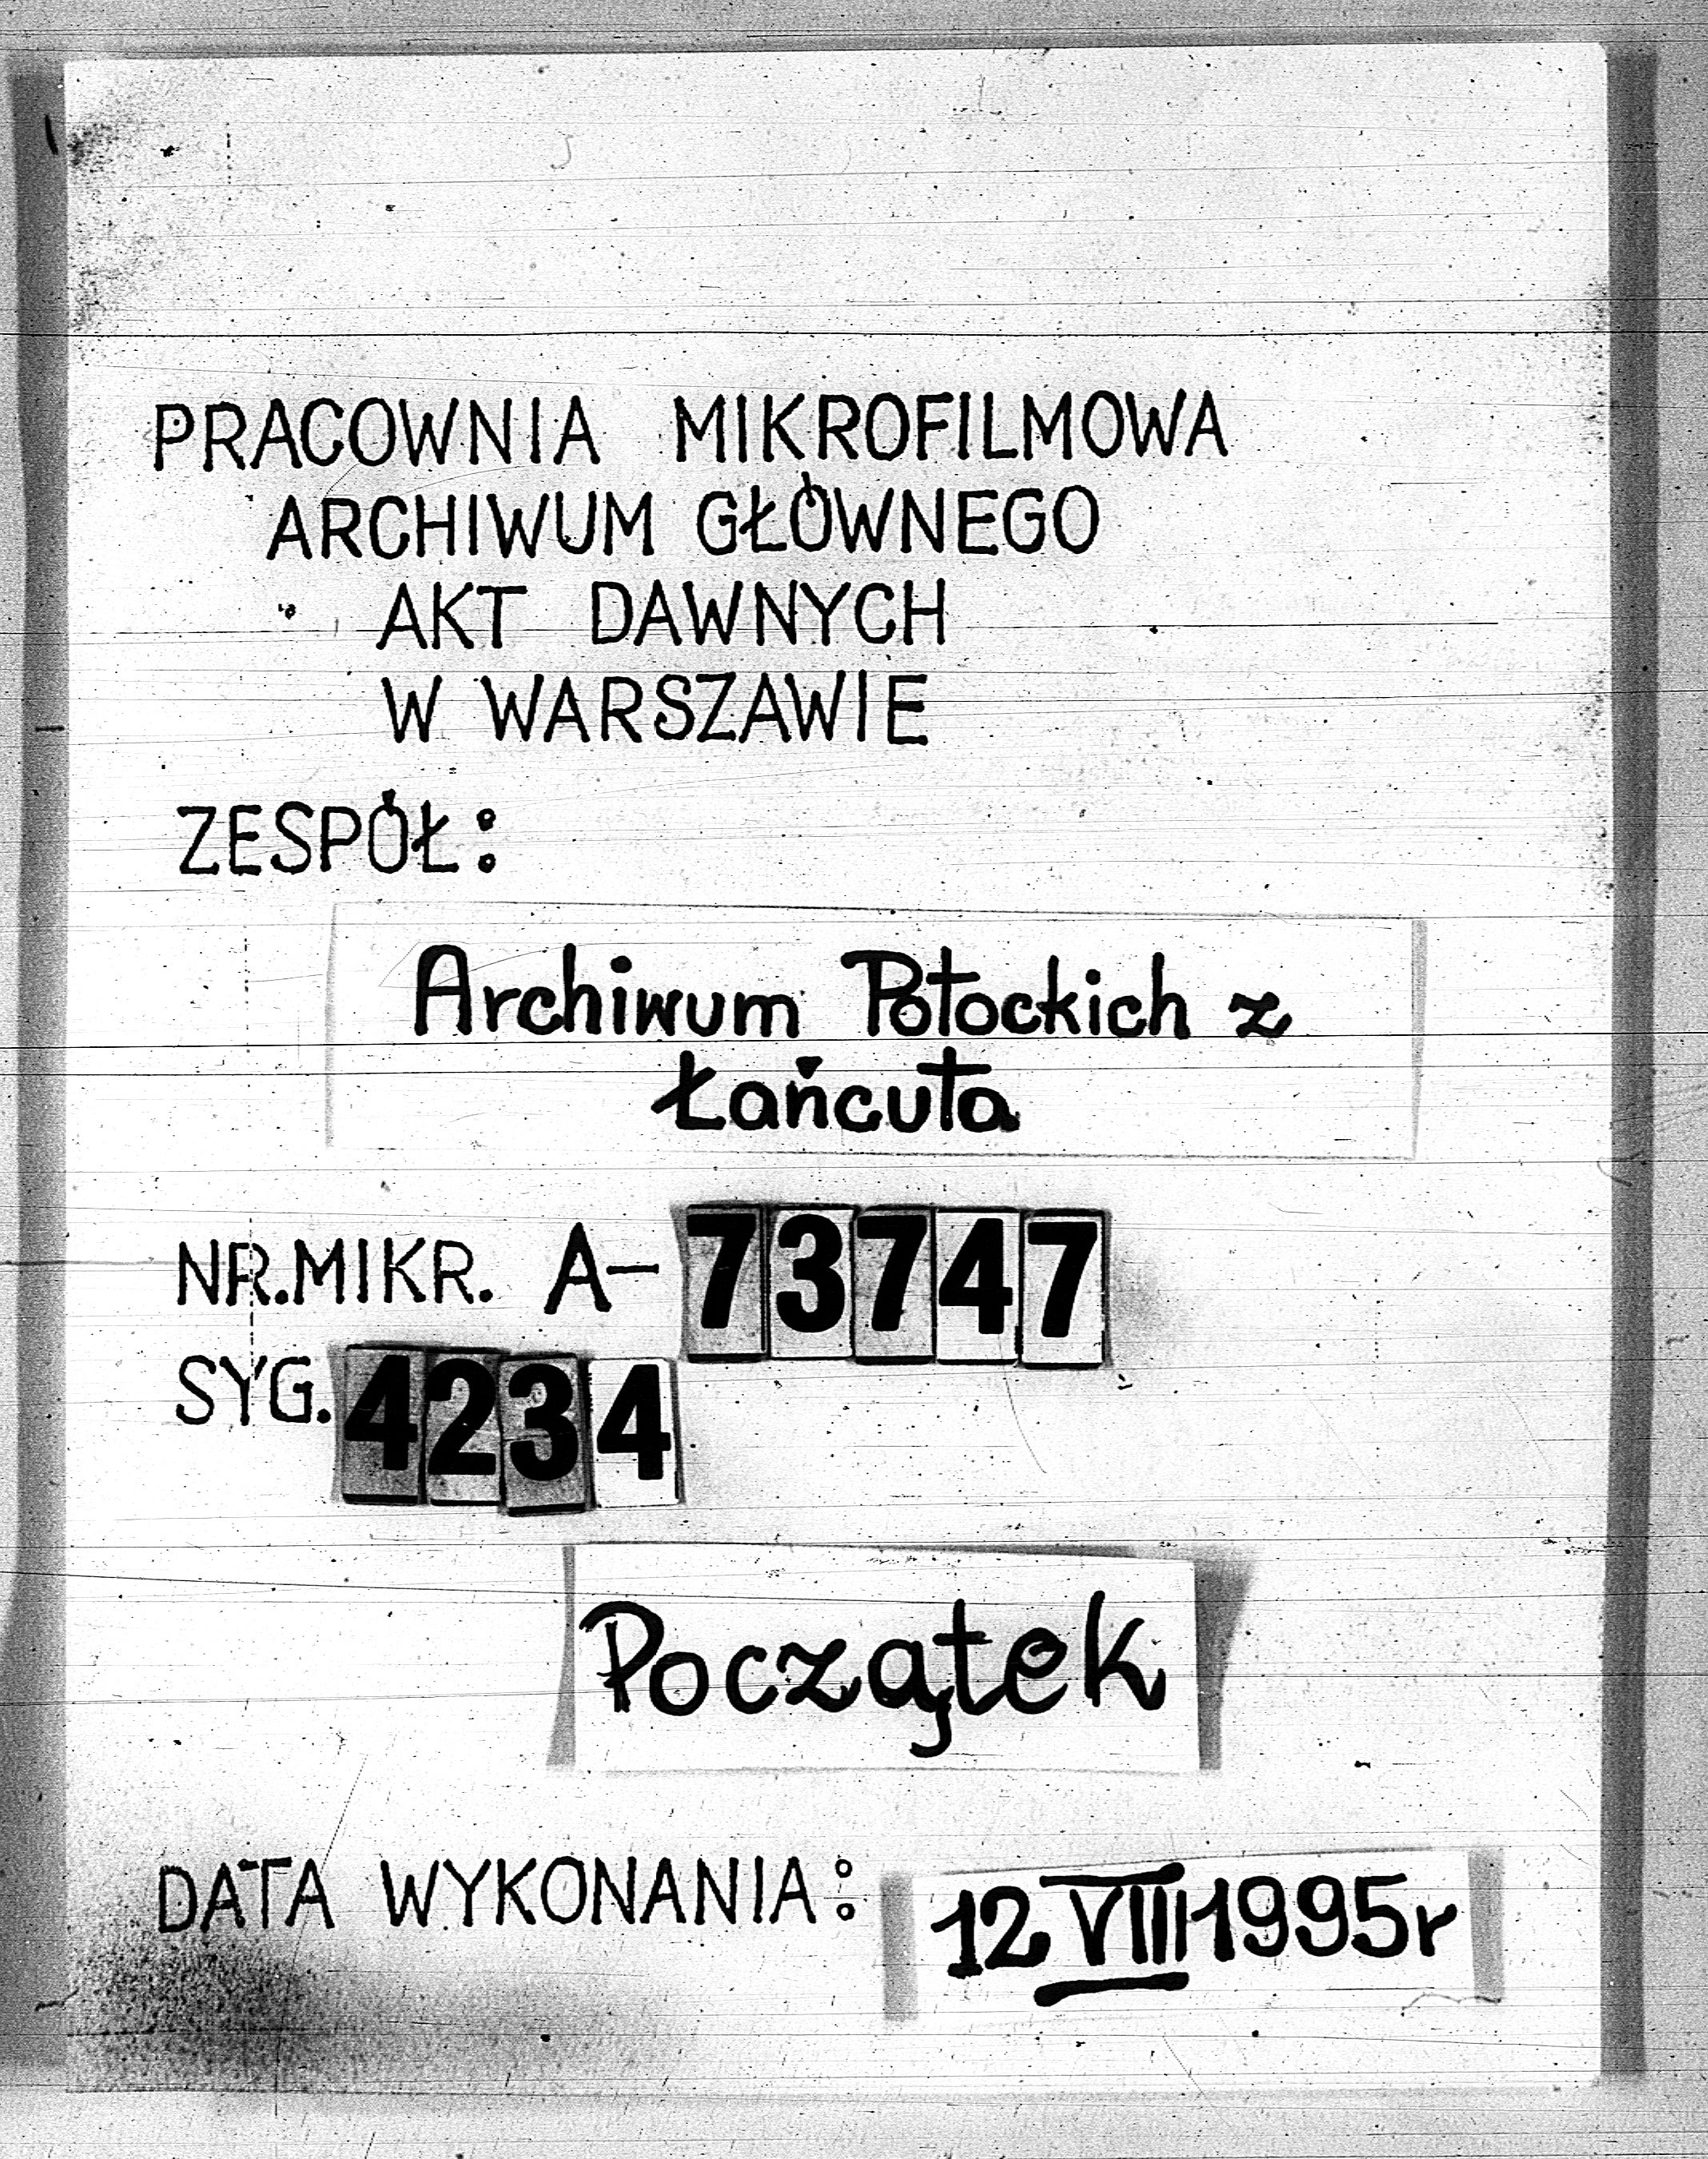 PRACOWNIA MIKROFILMOWA
ARCHIWUM GŁÓWNEGO
AKT DAWNYCH
W WARSZAWIE
ZESPÓŁ:
Archiwum Potockich z
Łańcuta
NR.MIKR. A-73747
SYG. 4234
Początek
DATA WYKONANIA: 12 VIII 1995r